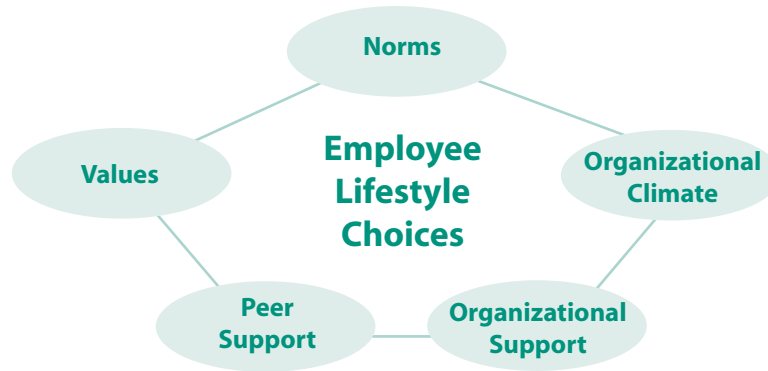 Norms
Values
Employee
Lifestyle
Choices
Organizational
Climate
Peer
Support
Organizational
Support